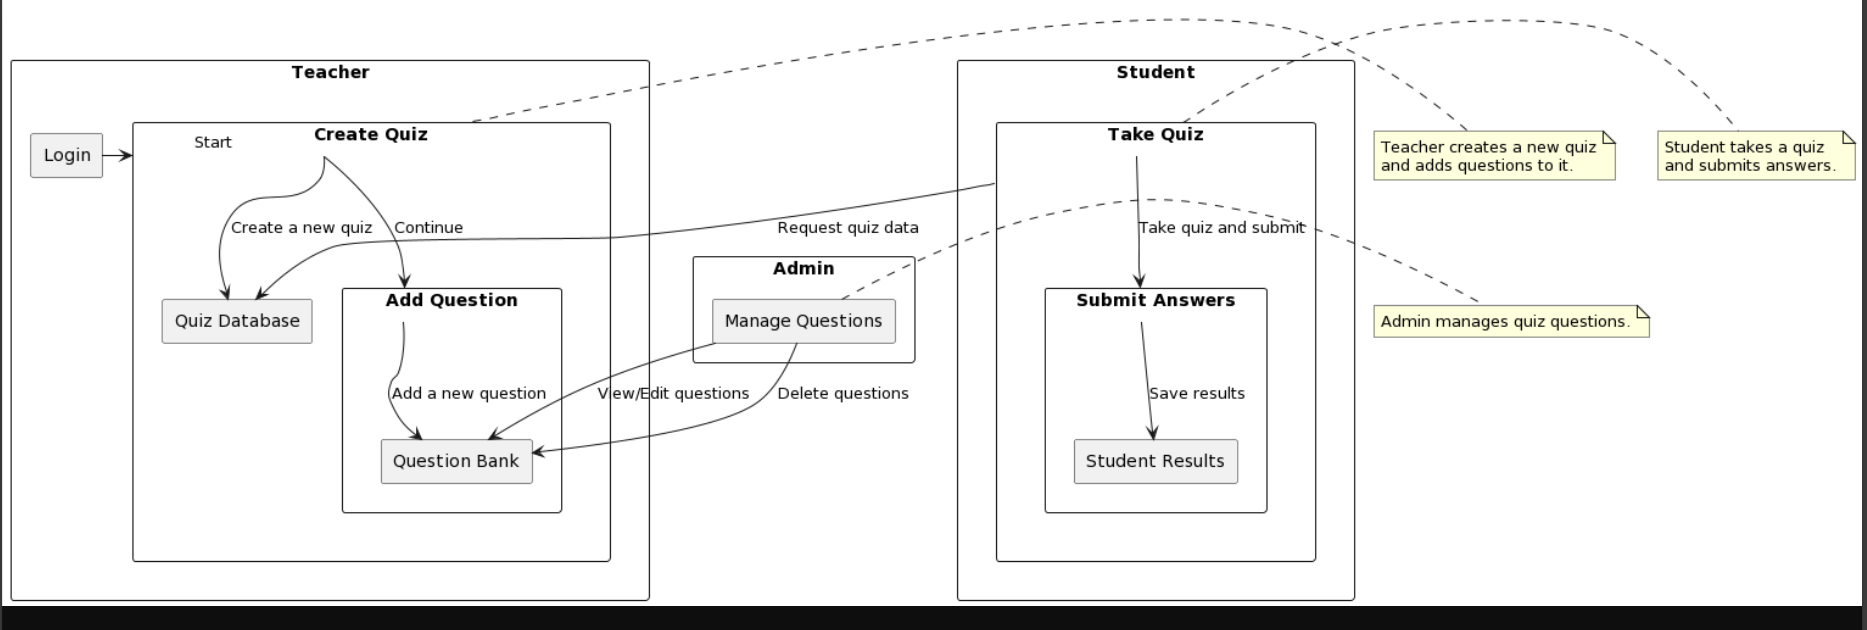 Teacher
Student
Login
Start
Create Quiz
Take Quiz
Teacher creates a new quiz
and adds questions to it.
Student takes a quiz
and submits answers.
Create a new quiz
Continue
Request quiz data
Take quiz and submit
Admin
Quiz Database
Add Question
Manage Questions
Submit Answers
Admin manages quiz questions.
Add a new question
View/Edit questions
Delete questions
Save results
Question Bank
Student Results